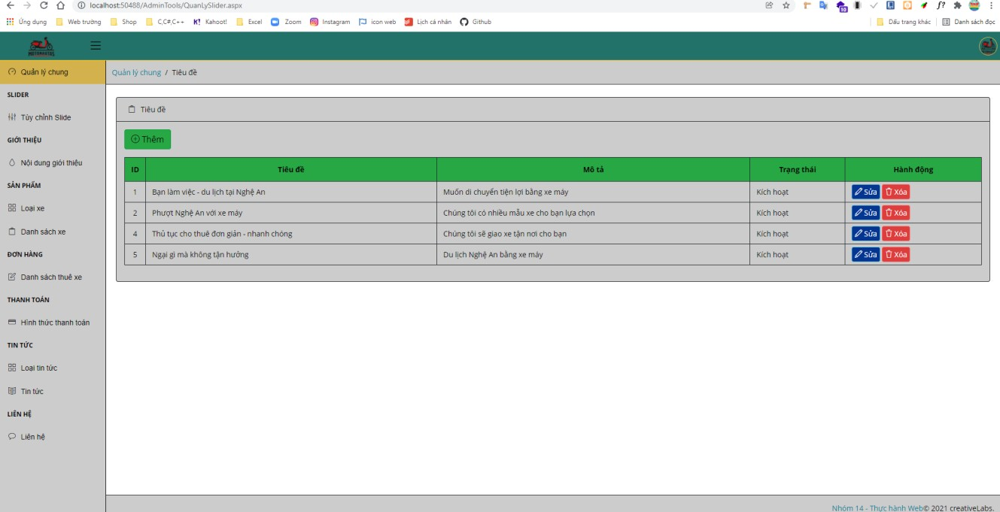 localhost:50488/AdminTools/QuanLySlider.aspx
10
f?
Ứng dụng Web trường Shop C,C#,C++ K! Kahoot! Excel Zoom Instagram icon web Lịch cá nhân Github Dấu trang khác Danh sách đọc
Quản lý chung
SLIDER
Tùy chỉnh Slide
GIỚI THIỆU
Nội dung giới thiệu
SẢN PHẨM
Loại xe
Danh sách xe
ĐƠN HÀNG
Danh sách thuê xe
THANH TOÁN
Hình thức thanh toán
TIN TỨC
Loại tin tức
Tin tức
LIÊN HỆ
Liên hệ
Quản lý chung / Tiêu đề
Tiêu đề
Thêm
ID Tiêu đề Mô tả Trạng thái Hành động
1 Bạn làm việc - du lịch tại Nghệ An Muốn di chuyển tiện lợi bằng xe máy Kích hoạt Sửa Xóa
2 Phượt Nghệ An với xe máy Chúng tôi có nhiều mẫu xe cho bạn lựa chọn Kích hoạt Sửa Xóa
4 Thủ tục cho thuê đơn giản - nhanh chóng Chúng tôi sẽ giao xe tận nơi cho bạn Kích hoạt Sửa Xóa
5 Ngại gì mà không tận hưởng Du lịch Nghệ An bằng xe máy Kích hoạt Sửa Xóa
Nhóm 14 - Thực hành Web© 2021 creativeLabs.